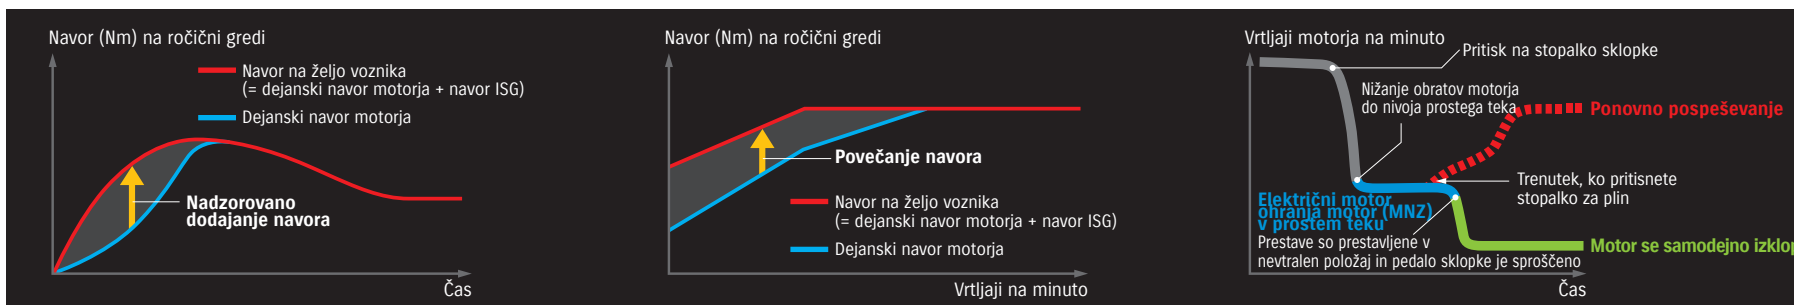 Navor (Nm) na ročični gredi
Navor na željo voznika
(= dejanski navor motorja + navor ISG)
Dejanski navor motorja
Nadzorovano
dodajanje navora
Čas
Navor (Nm) na ročični gredi
Povečanje navora
Navor na željo voznika
(= dejanski navor motorja + navor ISG)
Dejanski navor motorja
Vrtljaji na minuto
Vrtljaji motorja na minuto
Pritisk na stopalko sklopke
Nižanje obratov motorja
do nivoja prostega teka
Ponovno pospeševanje
Trenutek, ko pritisnete
stopalko za plin
Električni motor
ohranja motor (MNZ)
v prostem teku
Prestave so prestavljene v
nevtralen položaj in pedalo sklopke je sproščeno
Motor se samodejno izklop
Čas